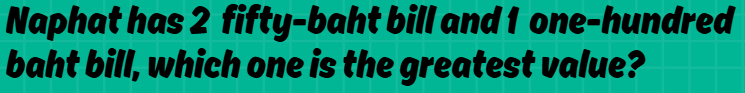 Naphat has 2 fifty-baht bill and 1 one-hundred
baht bill, which one is the greatest value?